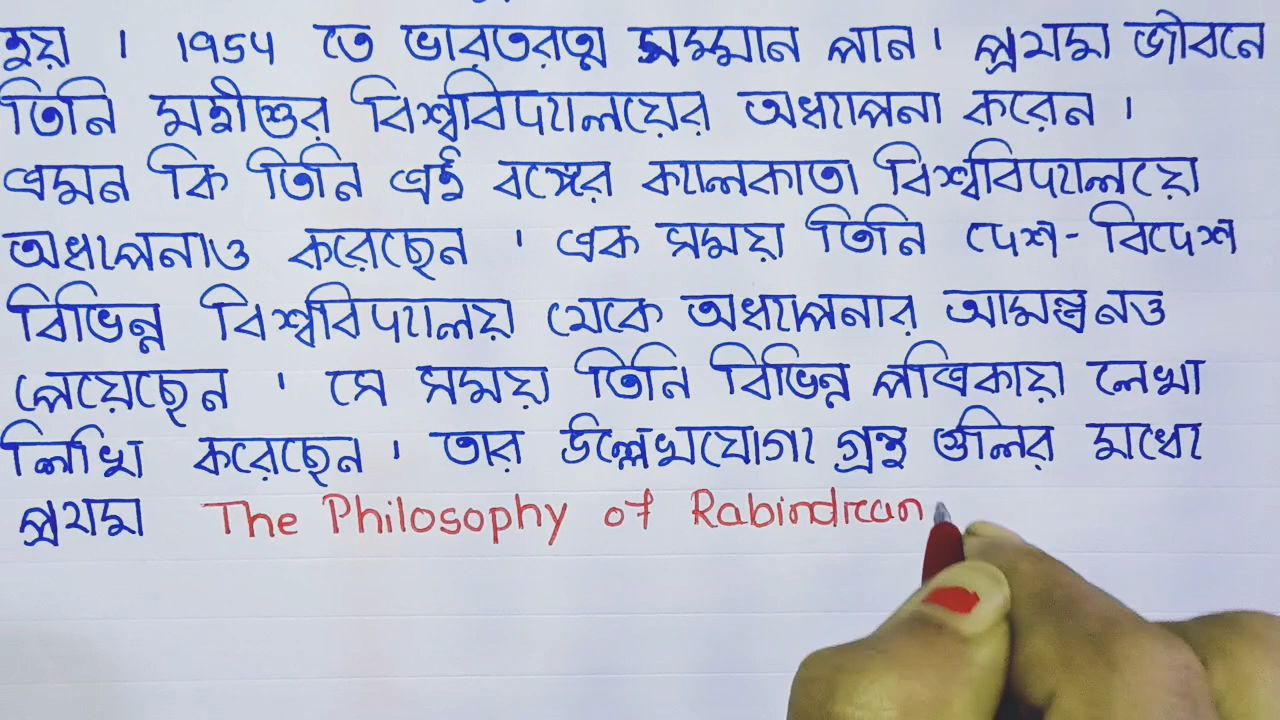 হয় । 1954 তে ভারতরত্ন সম্মান পান । প্রথম জীবনে
তিনি মহীশুর বিশ্ববিদ্যালয়ের অধ্যাপনা করেন ।
এমন কি তিনি এই বঙ্গের ক্যালকাতা বিশ্ববিদ্যালয়ে
অধ্যাপনাও করেছেন । এক সময় তিনি দেশ-বিদেশ
বিভিন্ন বিশ্ববিদ্যালয় থেকে অধ্যাপনার আমন্ত্রনও
পেয়েছেন । সে সময় তিনি বিভিন্ন পত্রিকায় লেখা
লিখি করেছেন । তার উল্লেখযোগ্য গ্রন্থ গুলির মধ্যে
প্রথম The Philosophy of Rabindran